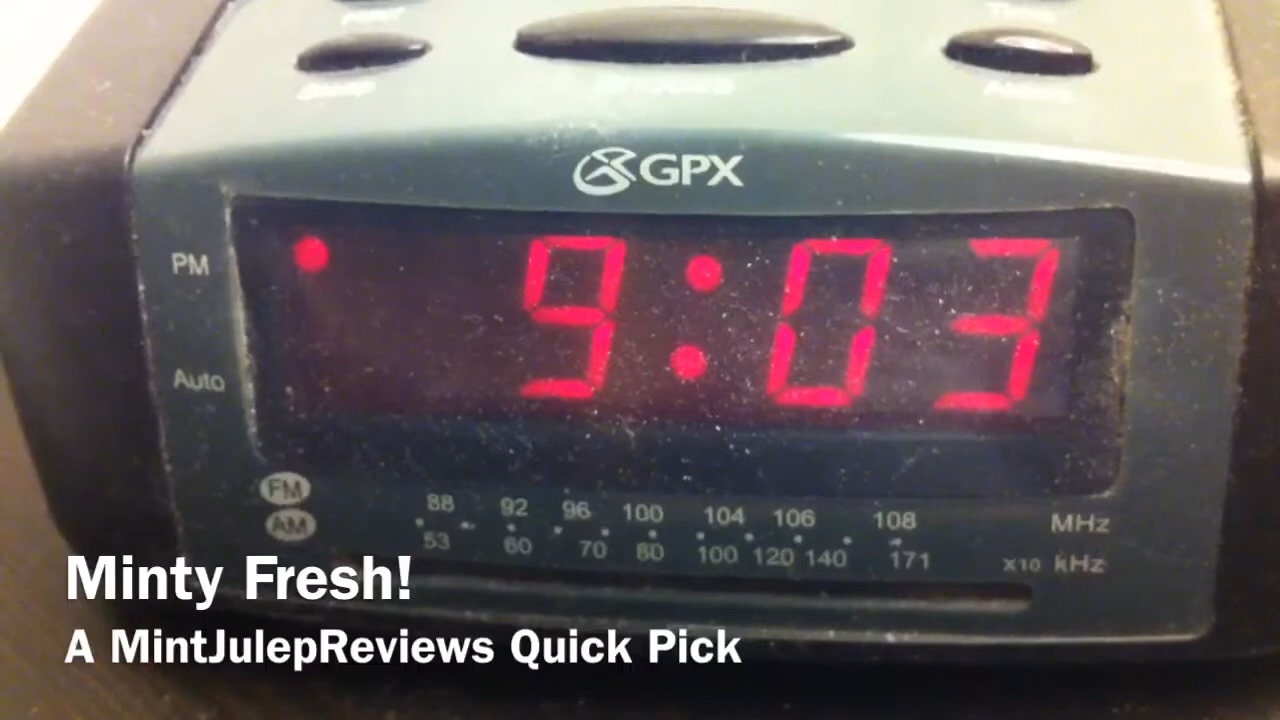 GPX
PM
9:03
Auto
FM
88 92 96 100 104 106 108 MHz
AM
53 60 70 80 100 120 140 171 X10 kHz
Minty Fresh!
A MintJulepReviews Quick Pick